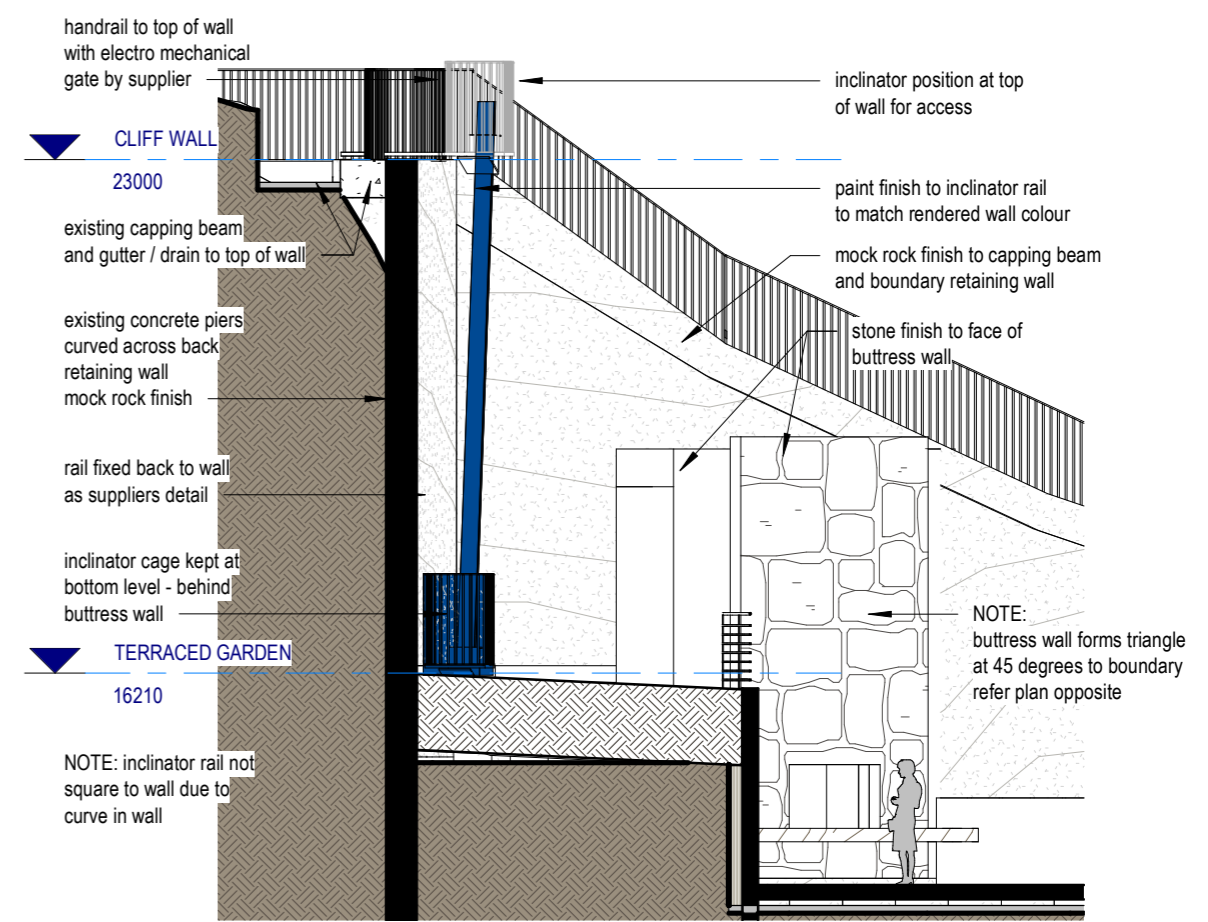 handrail to top of wall
with electro mechanical
gate by supplier
CLIFF WALL
23000
existing capping beam
and gutter / drain to top of wall
existing concrete piers
curved across back
retaining wall
mock rock finish
rail fixed back to wall
as suppliers detail
inclinator cage kept at
bottom level - behind
buttress wall
TERRACED GARDEN
16210
NOTE: inclinator rail not
square to wall due to
curve in wall
inclinator position at top
of wall for access
paint finish to inclinator rail
to match rendered wall colour
mock rock finish to capping beam
and boundary retaining wall
stone finish to face of
buttress wall
NOTE:
buttress wall forms triangle
at 45 degrees to boundary
refer plan opposite